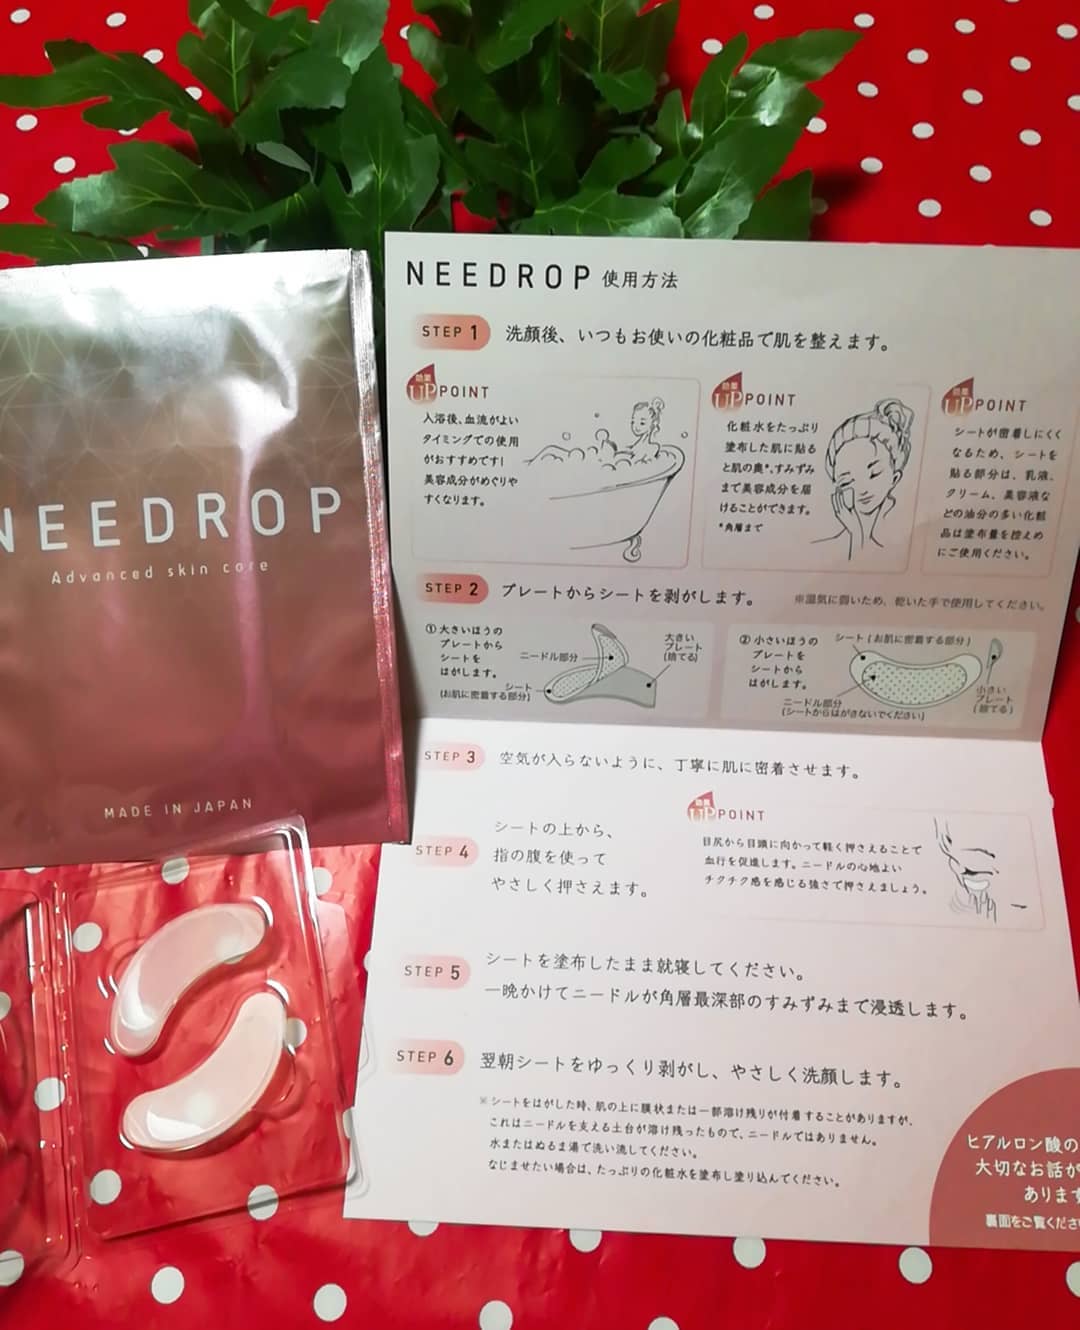 NEEDROP
Advanced skin care
MADE IN JAPAN
NEEDROP 使用方法
STEP 1 洗顔後、いつもお使いの化粧品で肌を整えます。
効果
UP POINT
入浴後、血流がよい
タイミングでの使用
がおすすめです!
美容成分がめぐりや
すくなります。
効果
UP POINT
化粧水をたっぷり
塗布した肌に貼る
と肌の奥*、すみずみ
まで美容成分を届
けることができます。
*角層まで
効果
UP POINT
シートが密着しにくく
なるため、シートを
貼る部分は、乳液、
クリーム、美容液な
どの油分の多い化粧
品は塗布量を控えめ
にご使用ください。
STEP 2 プレートからシートを剥がします。
※湿気に弱いため、乾いた手で使用してください。
①大きいほうの
プレートから
シートを
はがします。
ニードル部分
シート
(お肌に密着する部分)
大きい
プレート
(捨てる)
②小さいほうの
プレートを
シートから
はがします。
シート(お肌に密着する部分)
ニードル部分
(シートからはがさないでください)
小さい
プレート
(捨てる)
STEP 3 空気が入らないように、丁寧に肌に密着させます。
STEP 4 シートの上から、
指の腹を使って
やさしく押さえます。
効果
UP POINT
目尻から目頭に向かって軽く押さえることで
血行を促進します。ニードルの心地よい
チクチク感を感じる強さで押さえましょう。
STEP 5 シートを塗布したまま就寝してください。
一晩かけてニードルが角層最深部のすみずみまで浸透します。
STEP 6 翌朝シートをゆっくり剥がし、やさしく洗顔します。
※シートをはがした時、肌の上に膜状または一部溶け残りが付着することがありますが、
これはニードルを支える土台が溶け残ったもので、ニードルではありません。
水またはぬるま湯で洗い流してください。
なじませたい場合は、たっぷりの化粧水を塗布し塗り込んでください。
ヒアルロン酸の
大切なお話が
あります
裏面をご覧くださ